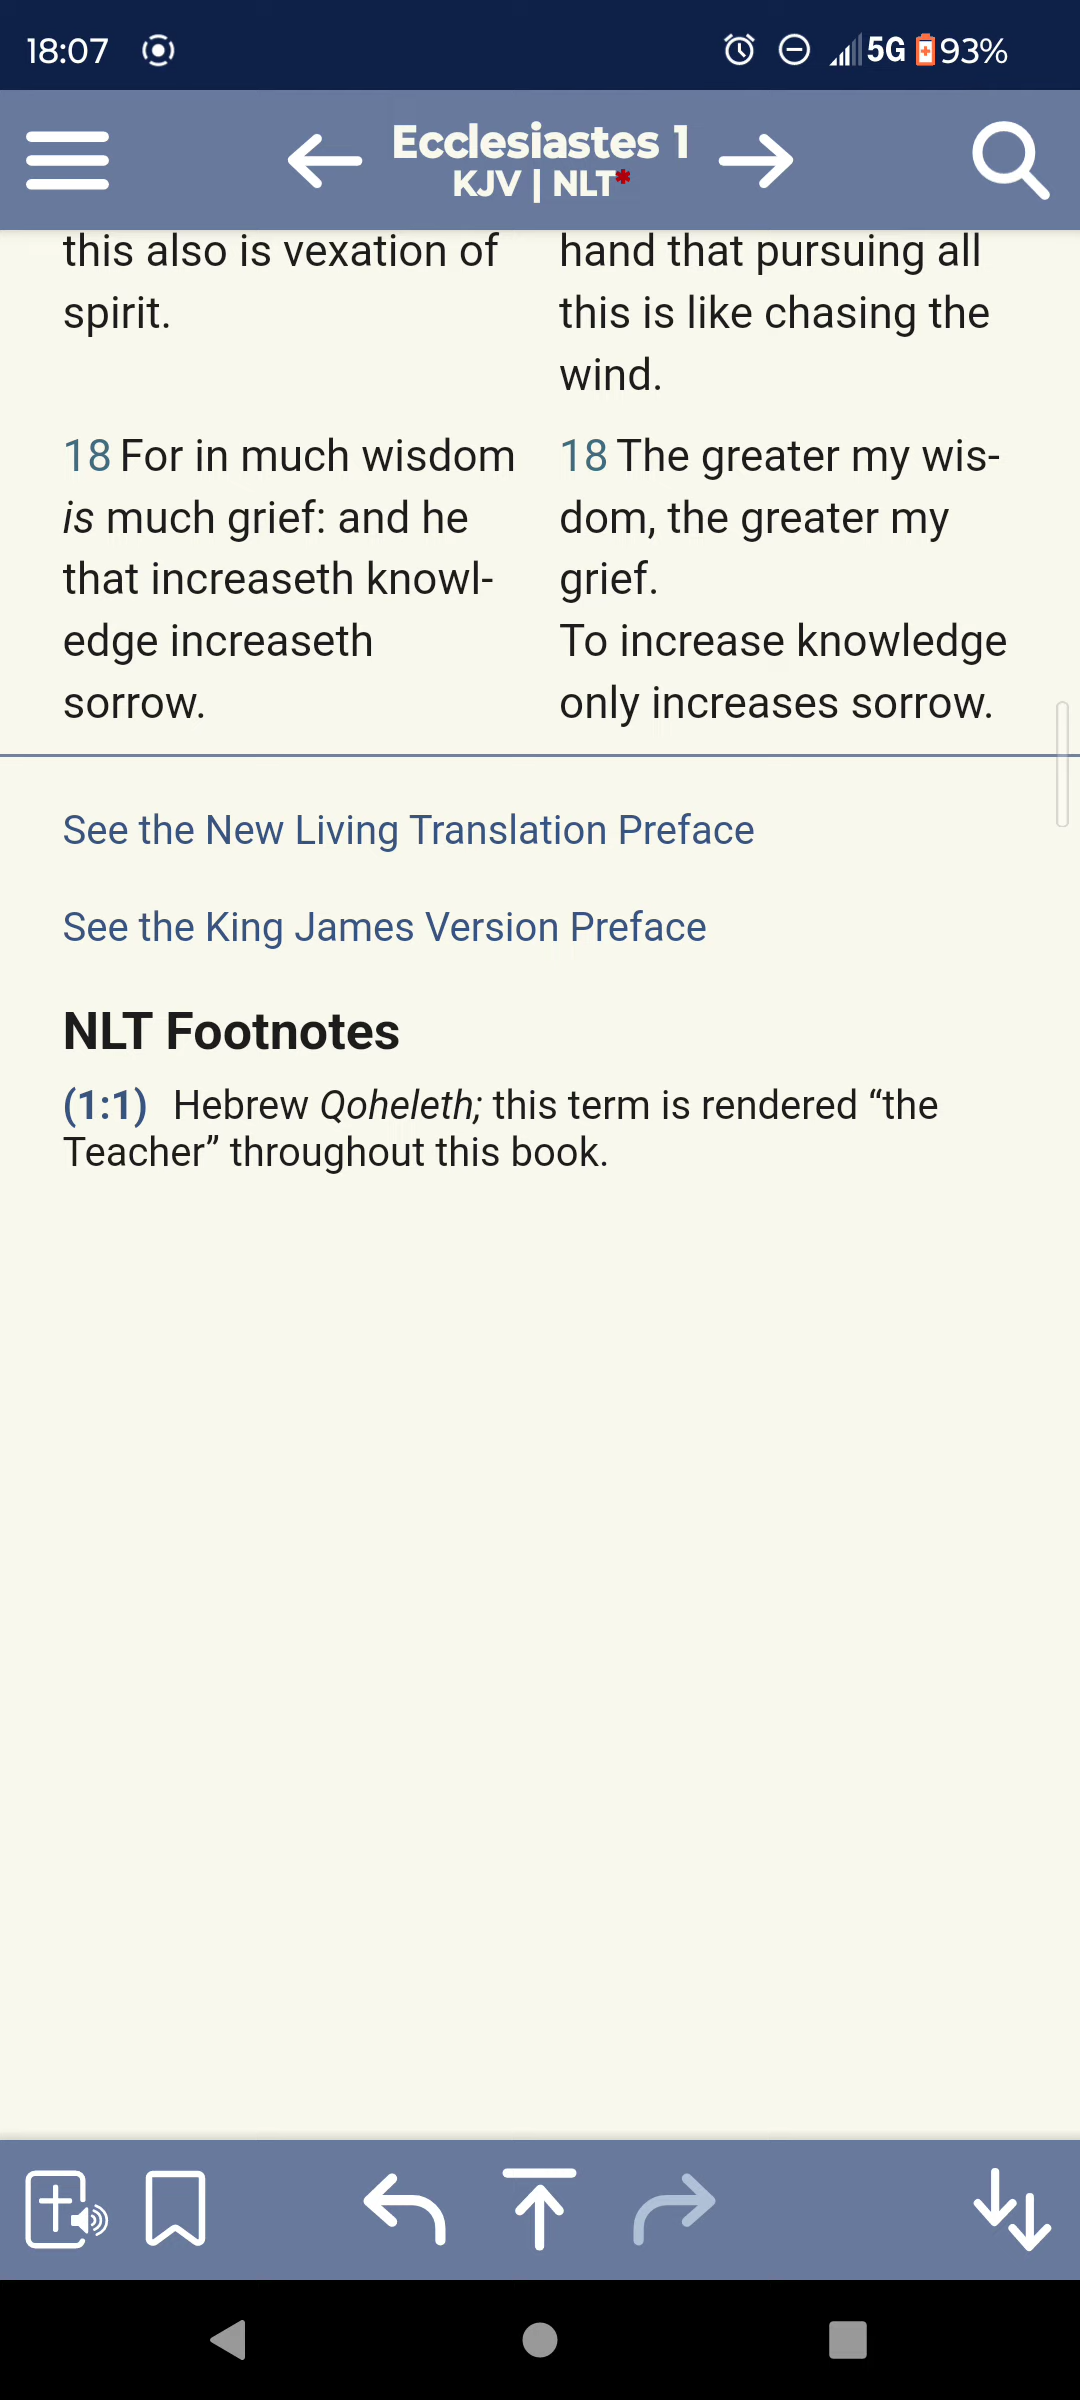 18:07
5G 93%
Ecclesiastes 1
KJV | NLT*
this also is vexation of
spirit.
hand that pursuing all
this is like chasing the
wind.
18 For in much wisdom
is much grief: and he
that increaseth knowl-
edge increaseth
sorrow.
18 The greater my wis-
dom, the greater my
grief.
To increase knowledge
only increases sorrow.
See the New Living Translation Preface
See the King James Version Preface
NLT Footnotes
(1:1) Hebrew Qoheleth; this term is rendered “the
Teacher” throughout this book.